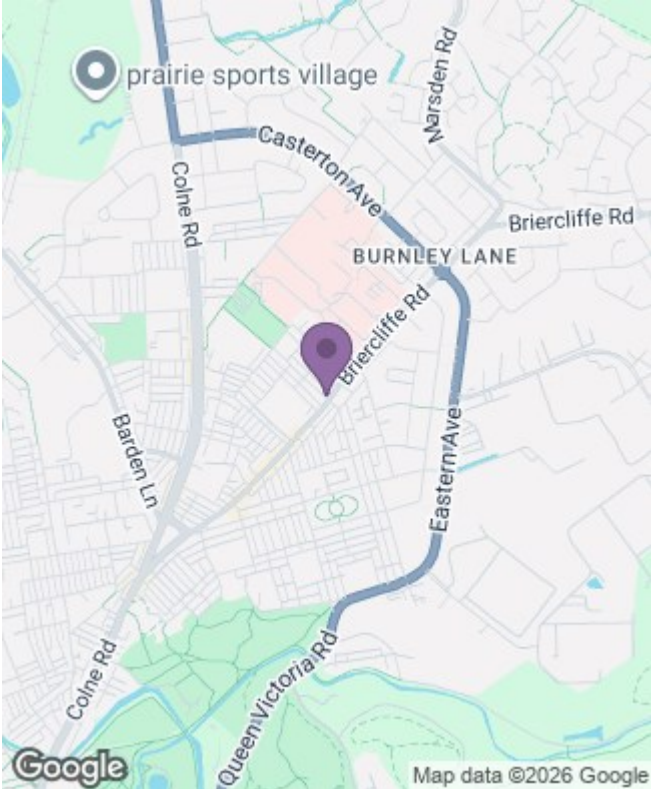 prairie sports village
Marsden Rd
Casterton Ave
Colne Rd
Briercliffe Rd
BURNLEY LANE
Briercliffe Rd
Barden Ln
Eastern Ave
Colne Rd
Queen Victoria Rd
Google
Map data ©2026 Google